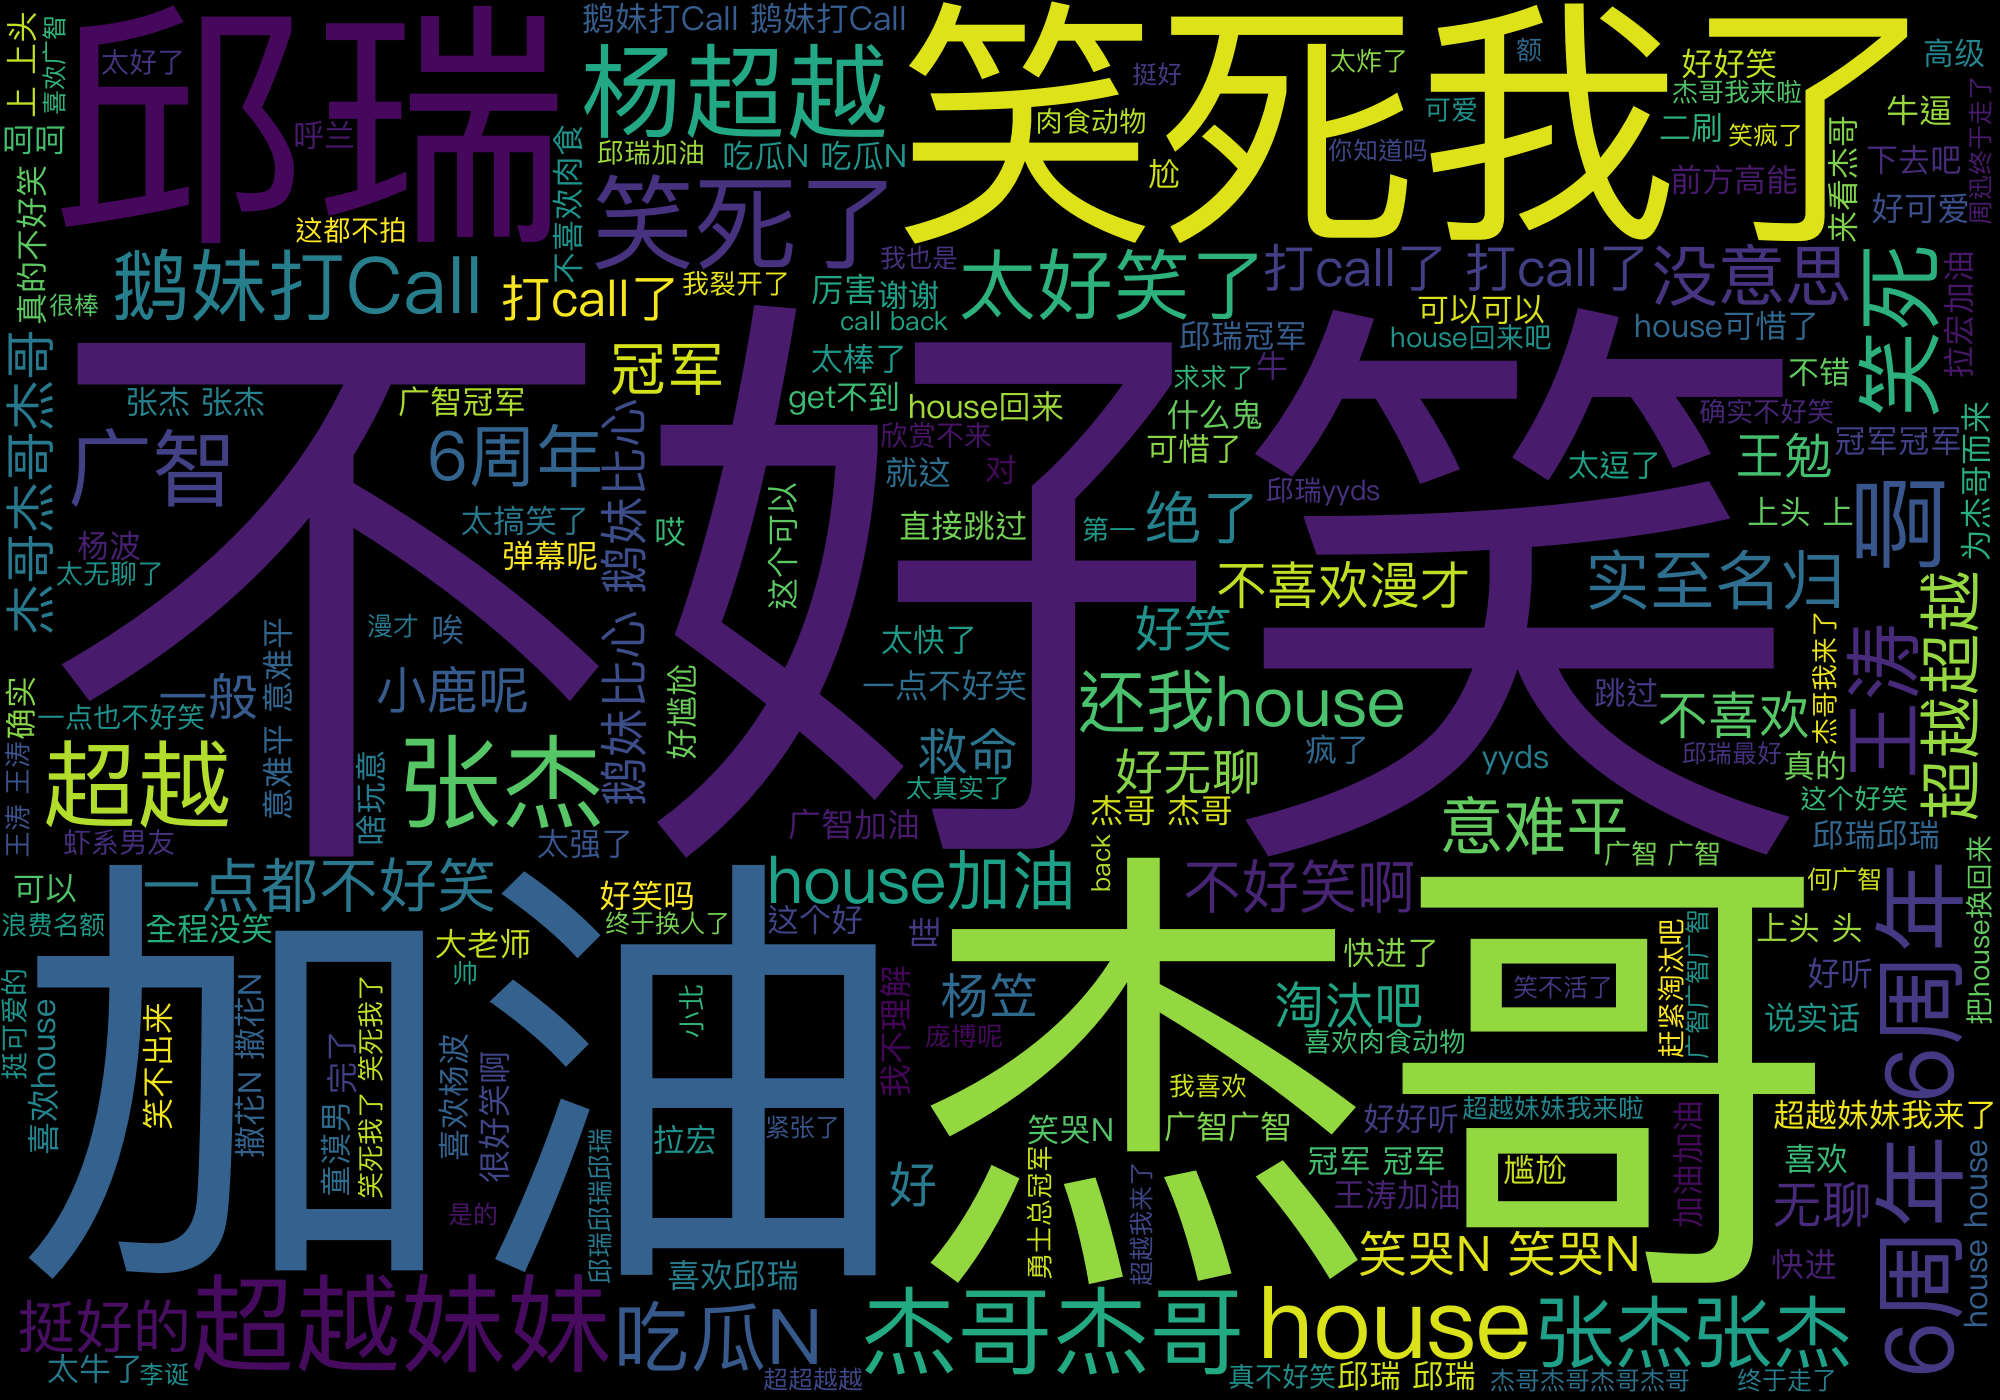 邱瑞
笑死我了
不好笑
加油
杰哥
鹅妹打Call 鹅妹打Call
杨超越
邱瑞加油
吃瓜N 吃瓜N
笑死了
太好了
呼兰
这都不拍
喜欢广智
上头 上
哥 哥
真的不好笑
很棒
不喜欢肉食
鹅妹打Call
打call了
我裂开了
我也是
厉害
谢谢
call back
太好笑了
打call了 打call了
没意思
挺好
肉食动物
尬
太炸了
可爱
你知道吗
额
好好笑
杰哥我来啦
二刷
笑疯了
前方高能
来看杰哥
高级
牛逼
下去吧
好可爱
周迅终于走了
笑死
拉宏加油
可以可以
house回来吧
house可惜了
邱瑞冠军
牛
求求了
什么鬼
可惜了
太棒了
get不到
house回来
欣赏不来
就这
对
直接跳过
第一
绝了
邱瑞yyds
太逗了
不错
确实不好笑
王勉
冠军冠军
上头 上
为杰哥而来
啊
杰哥杰哥
张杰 张杰
广智冠军
冠军
广智
6周年
杨波
太无聊了
太搞笑了
弹幕呢
哎
鹅妹比心 鹅妹比心
这个可以
漫才
唉
小鹿呢
一般
意难平 意难平
确实
一点也不好笑
王涛 王涛
超越
虾系男友
啥玩意
张杰
太强了
好尴尬
太快了
一点不好笑
救命
太真实了
广智加油
不喜欢漫才
实至名归
好笑
还我house
好无聊
杰哥 杰哥
back
疯了
yyds
跳过
不喜欢
邱瑞最好
真的
杰哥我来了
王涛
超越超越
这个好笑
意难平
邱瑞邱瑞
广智 广智
何广智
把house换回来
可以
一点都不好笑
浪费名额
全程没笑
好笑吗
终于换人了
这个好
house加油
不好笑啊
哇
大老师
帅
挺可爱的
喜欢house
笑不出来
撒花N 撒花N
童漠男 完了
笑死我了 笑死我了
喜欢杨波
很好笑啊
是的
小北
拉宏
紧张了
邱瑞邱瑞邱瑞
我不理解
杨笠
庞博呢
好
淘汰吧
快进了
喜欢肉食动物
笑不活了
赶紧淘汰吧
广智广智广智
上头 头
好听
说实话
6周年 6周年
我喜欢
笑哭N
广智广智
好好听
超越妹妹我来啦
超越妹妹我来了
勇士总冠军
超越我来了
冠军 冠军
王涛加油
尴尬
加油加油
喜欢
无聊
快进
house house
笑哭N 笑哭N
喜欢邱瑞
挺好的
超越妹妹
吃瓜N
杰哥杰哥
house
张杰张杰
太牛了
李诞
超超越越
真不好笑
邱瑞 邱瑞
杰哥杰哥杰哥杰哥
终于走了